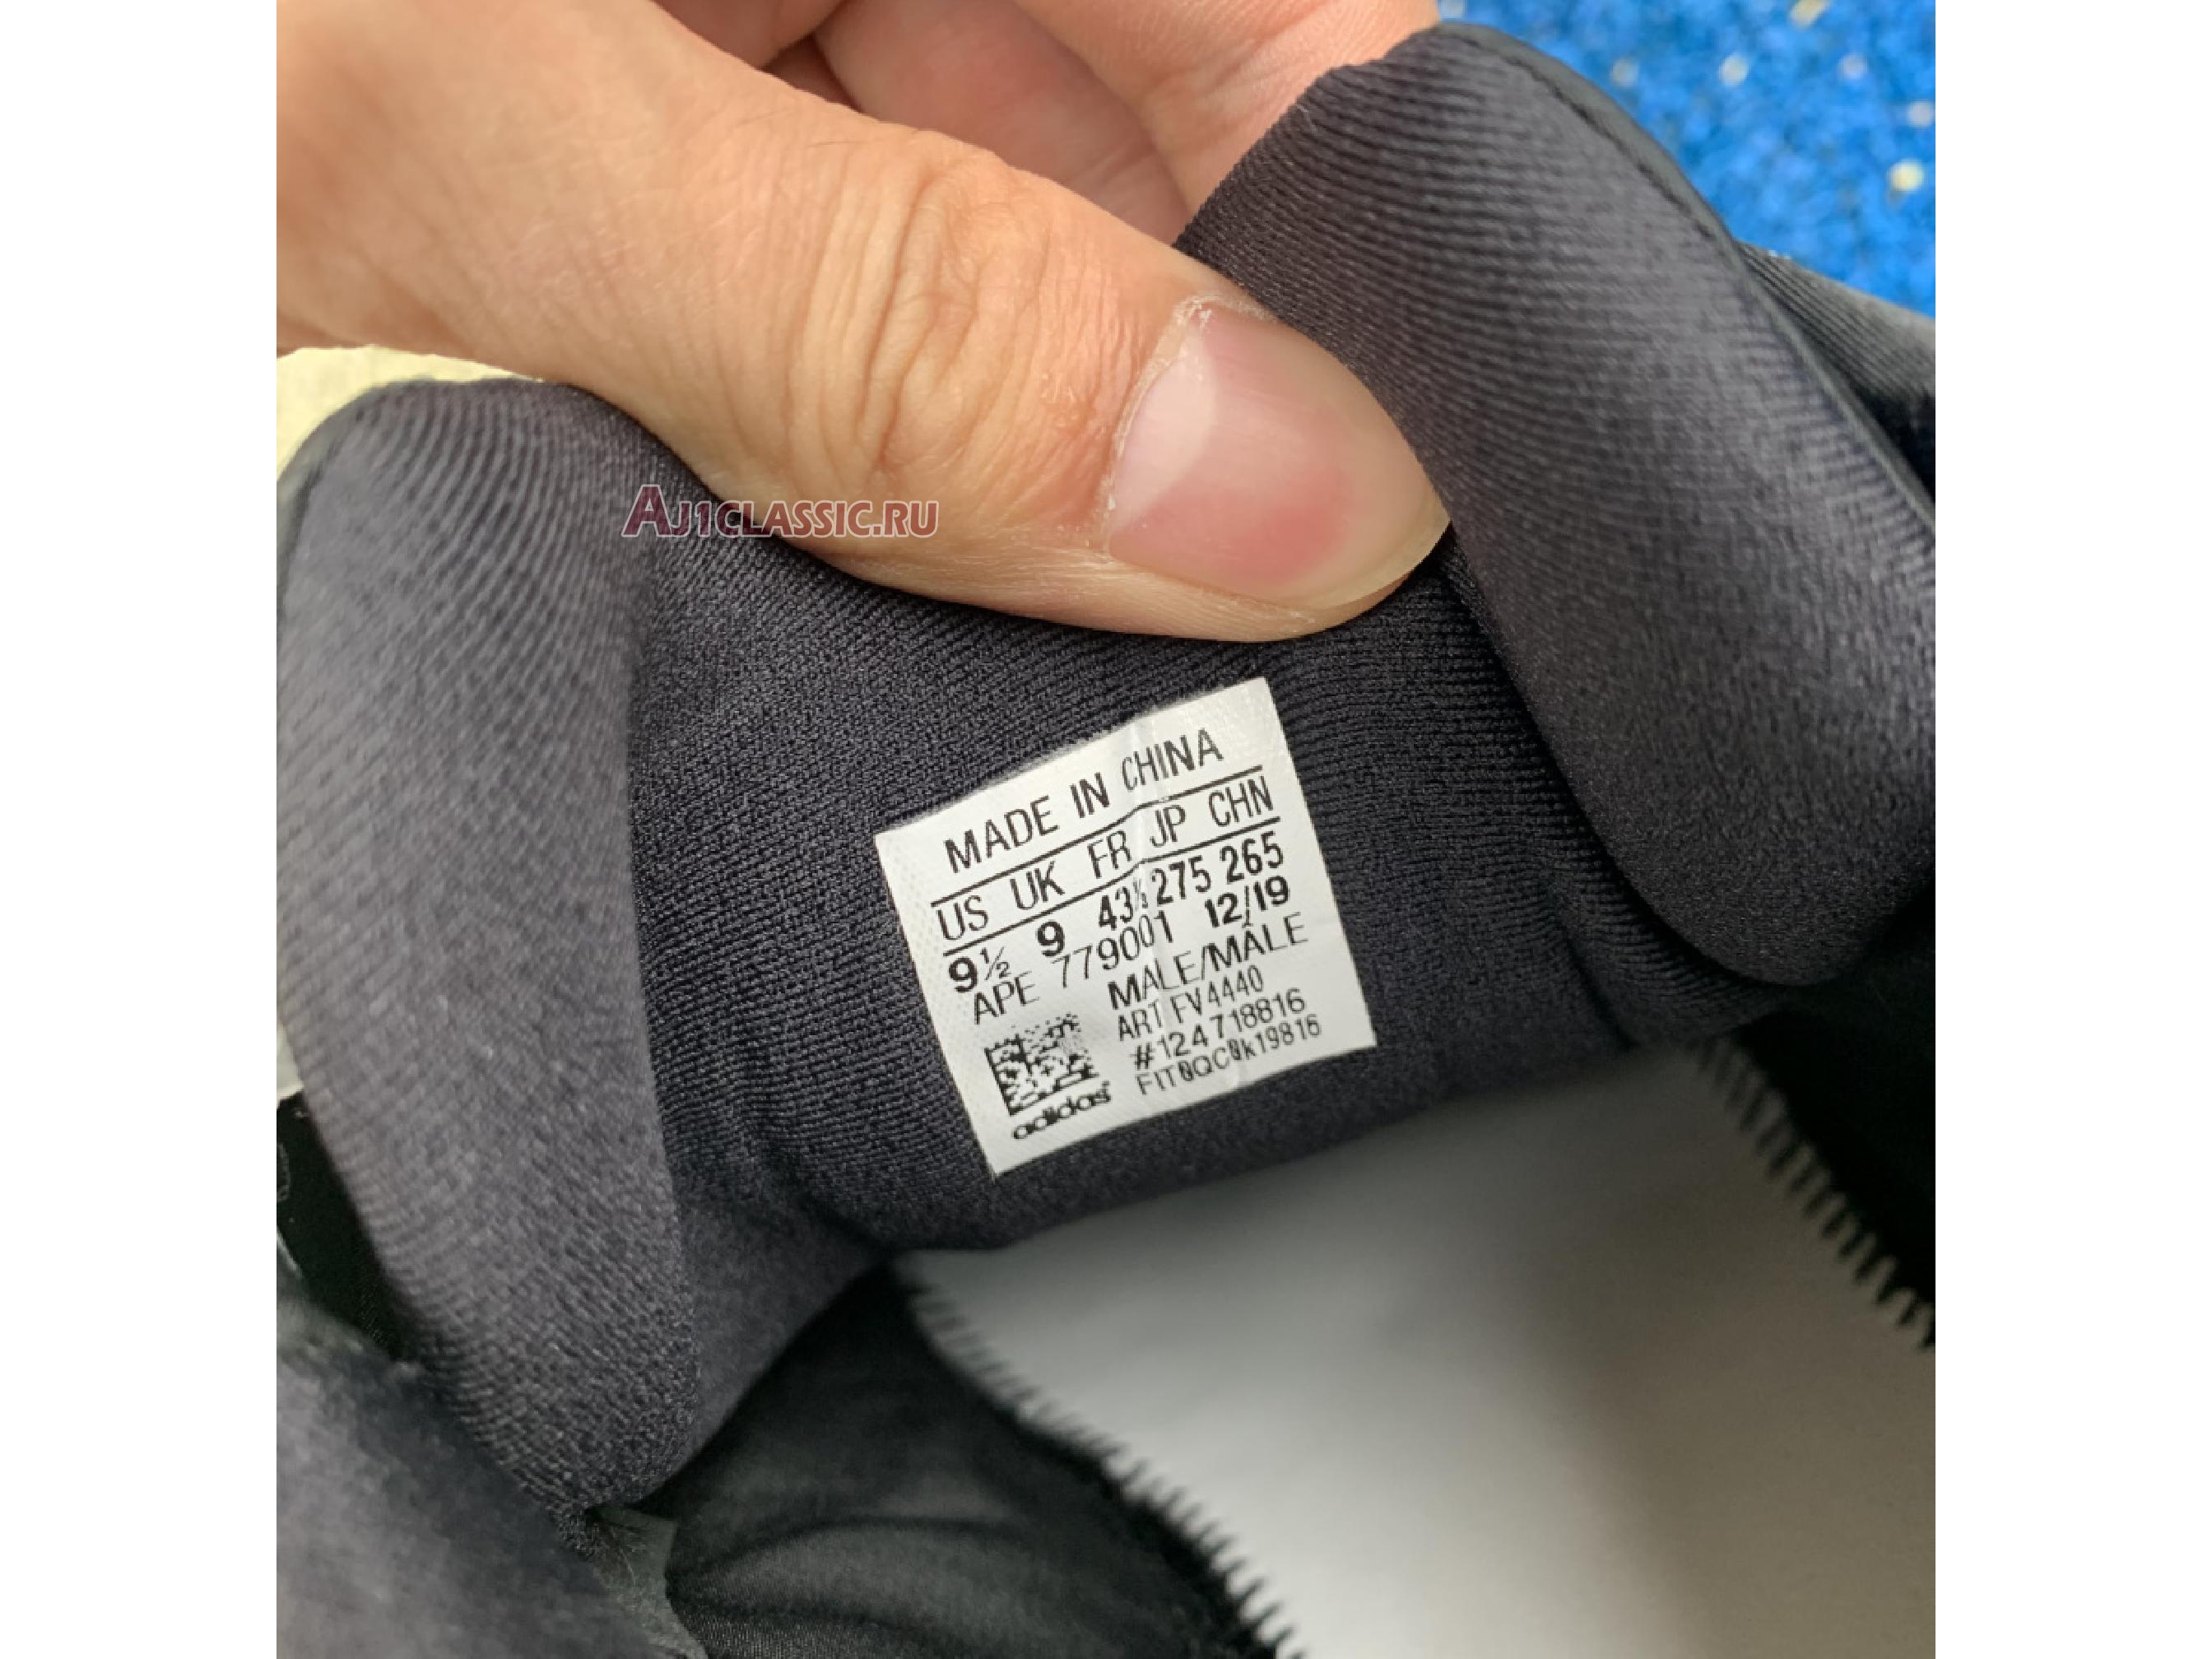 AJ1CLASSIC.RU
MADE IN CHINA
US UK FR JP CHN
9½ 9 43⅓ 275 265
APE 779001 12/19
MALE/MÂLE
ART FV4440
#124718816
adidas